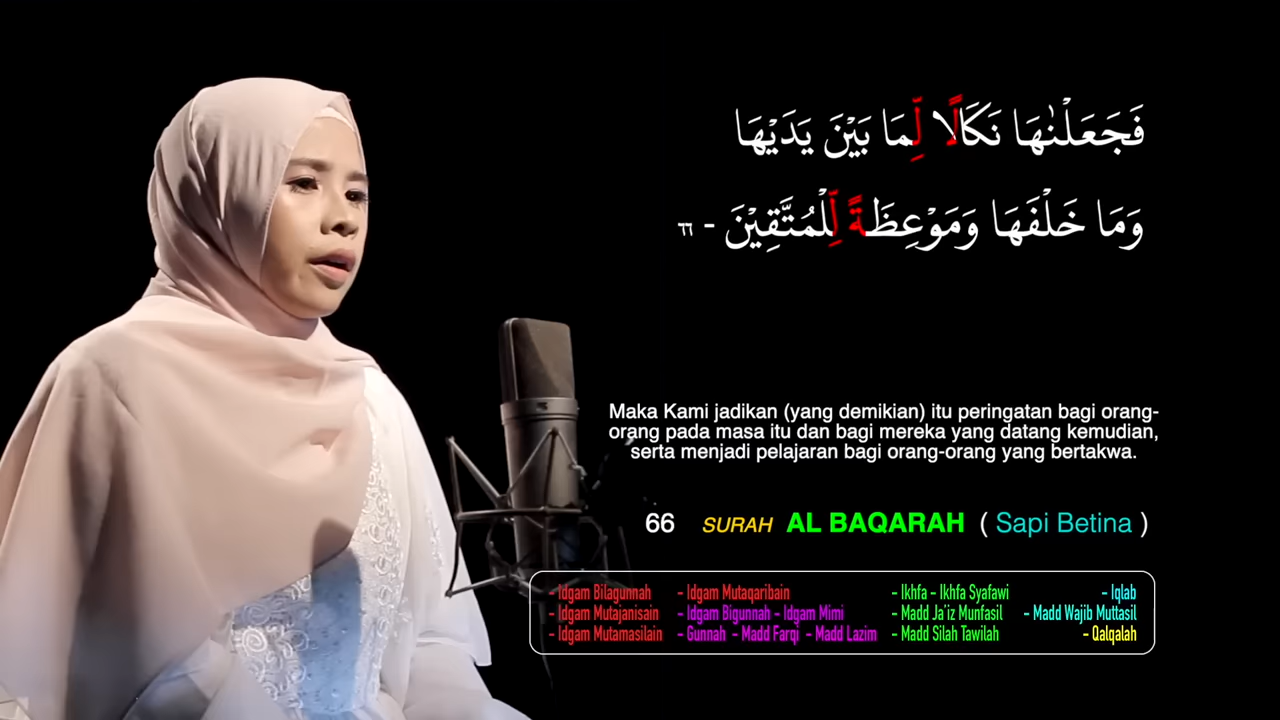 فَجَعَلْنٰهَا نَكَالًا لِّمَا بَيْنَ يَدَيْهَا
وَمَا خَلْفَهَا وَمَوْعِظَةً لِّلْمُتَّقِيْنَ - ٦٦
Maka Kami jadikan (yang demikian) itu peringatan bagi orang-
orang pada masa itu dan bagi mereka yang datang kemudian,
serta menjadi pelajaran bagi orang-orang yang bertakwa.
66 SURAH AL BAQARAH ( Sapi Betina )
- Idgam Bilagunnah - Idgam Mutaqaribain - Ikhfa - Ikhfa Syafawi - Iqlab
- Idgam Mutajanisain - Idgam Bigunnah - Idgam Mimi - Madd Ja'iz Munfasil - Madd Wajib Muttasil
- Idgam Mutamasilain - Gunnah - Madd Farqi - Madd Lazim - Madd Silah Tawilah - Qalqalah